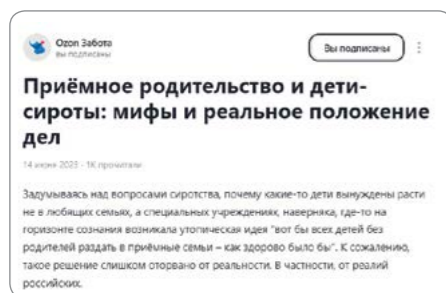 Ozon Забота
вы подписаны
Вы подписаны
Приёмное родительство и дети-
сироты: мифы и реальное положение
дел
14 июня 2023 • 1K прочитали
Задумываясь над вопросами сиротства, почему какие-то дети вынуждены расти
не в любящих семьях, а специальных учреждениях, наверняка, где-то на
горизонте сознания возникала утопическая идея "вот бы всех детей без
родителей раздать в приёмные семьи – как здорово было бы". К сожалению,
такое решение слишком оторвано от реальности. В частности, от реалий
российских.